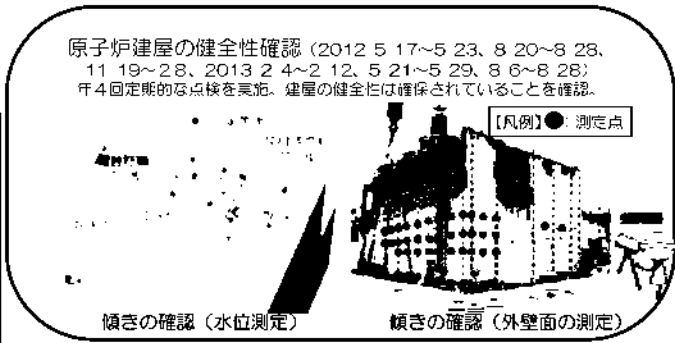 原子炉建屋の健全性確認（2012 5 17～5 23、8 20～8 28、
11 19～28、2013 2 4～2 12、5 21～5 29、8 6～8 28）
年4回定期的な点検を実施。建屋の健全性は確保されていることを確認。
【凡例】●：測定点
傾きの確認（水位測定）
傾きの確認（外壁面の測定）